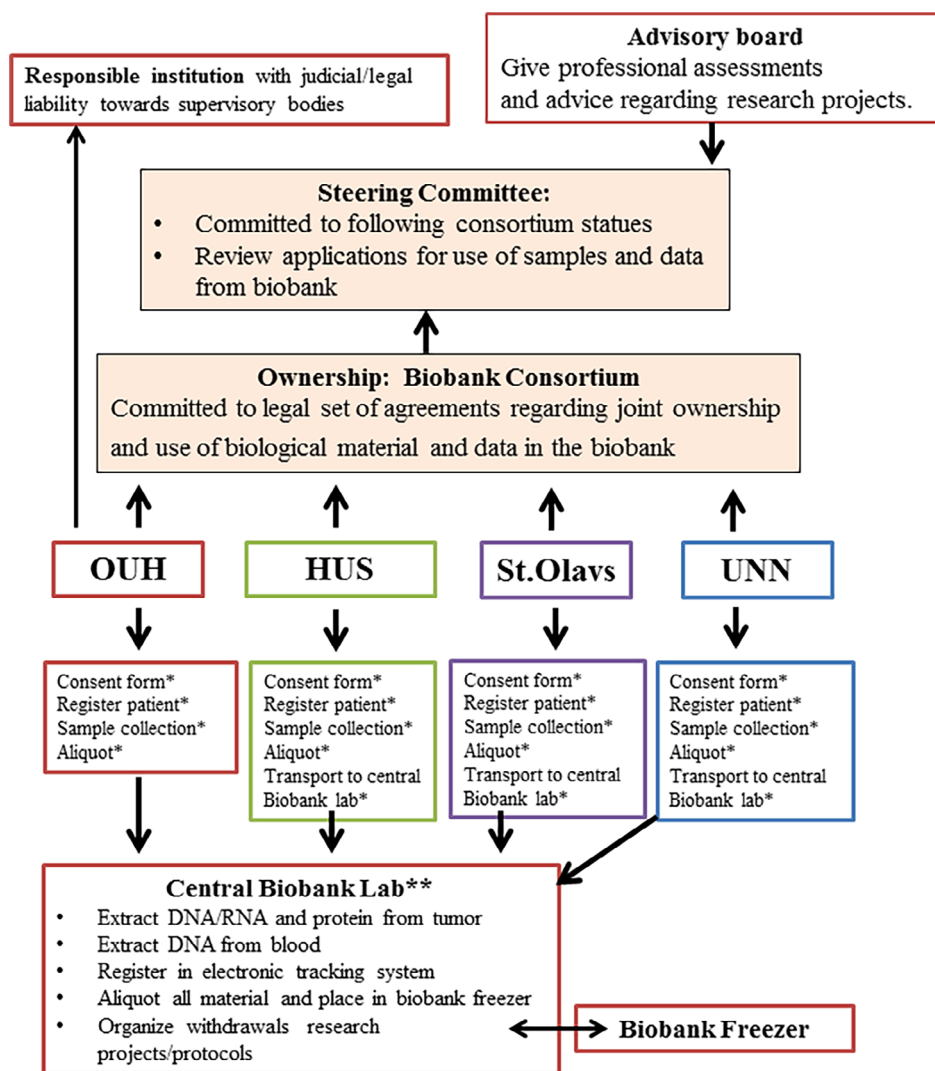 Responsible institution with judicial/legal
liability towards supervisory bodies
Advisory board
Give professional assessments
and advice regarding research projects.
Steering Committee:
• Committed to following consortium statues
• Review applications for use of samples and data
from biobank
Ownership: Biobank Consortium
Committed to legal set of agreements regarding joint ownership
and use of biological material and data in the biobank
OUH
HUS
St.Olavs
UNN
Consent form*
Register patient*
Sample collection*
Aliquot*
Consent form*
Register patient*
Sample collection*
Aliquot*
Transport to central
Biobank lab*
Consent form*
Register patient*
Sample collection*
Aliquot*
Transport to central
Biobank lab*
Consent form*
Register patient*
Sample collection*
Aliquot*
Transport to central
Biobank lab*
Central Biobank Lab**
• Extract DNA/RNA and protein from tumor
• Extract DNA from blood
• Register in electronic tracking system
• Aliquot all material and place in biobank freezer
• Organize withdrawals research
projects/protocols
Biobank Freezer